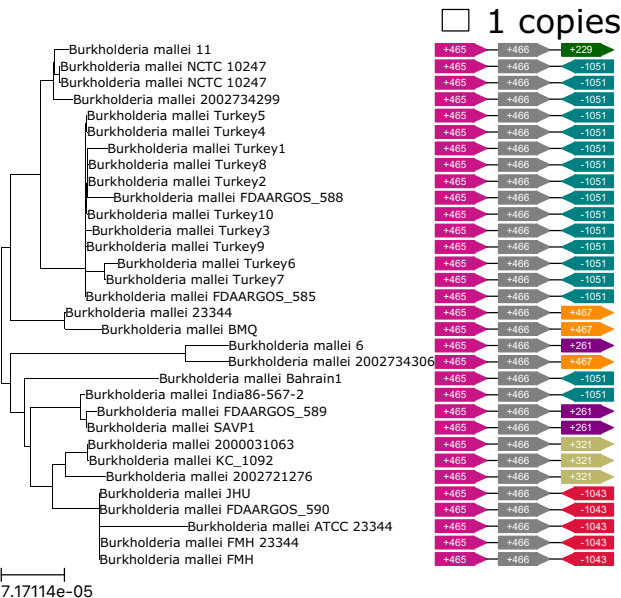 1 copies
Burkholderia mallei 11 +465 +466 +229
Burkholderia mallei NCTC 10247 +465 +466 -1051
Burkholderia mallei NCTC 10247 +465 +466 -1051
Burkholderia mallei 2002734299 +465 +466 -1051
Burkholderia mallei Turkey5 +465 +466 -1051
Burkholderia mallei Turkey4 +465 +466 -1051
Burkholderia mallei Turkey1 +465 +466 -1051
Burkholderia mallei Turkey8 +465 +466 -1051
Burkholderia mallei Turkey2 +465 +466 -1051
Burkholderia mallei FDAARGOS_588 +465 +466 -1051
Burkholderia mallei Turkey10 +465 +466 -1051
Burkholderia mallei Turkey3 +465 +466 -1051
Burkholderia mallei Turkey9 +465 +466 -1051
Burkholderia mallei Turkey6 +465 +466 -1051
Burkholderia mallei Turkey7 +465 +466 -1051
Burkholderia mallei FDAARGOS_585 +465 +466 -1051
Burkholderia mallei 23344 +465 +466 +467
Burkholderia mallei BMQ +465 +466 +467
Burkholderia mallei 6 +465 +466 +261
Burkholderia mallei 2002734306 +465 +466 +467
Burkholderia mallei Bahrain1 +465 +466 -1051
Burkholderia mallei India86-567-2 +465 +466 -1051
Burkholderia mallei FDAARGOS_589 +465 +466 +261
Burkholderia mallei SAVP1 +465 +466 +261
Burkholderia mallei 2000031063 +465 +466 +321
Burkholderia mallei KC_1092 +465 +466 +321
Burkholderia mallei 2002721276 +465 +466 +321
Burkholderia mallei JHU +465 +466 -1043
Burkholderia mallei FDAARGOS_590 +465 +466 -1043
Burkholderia mallei ATCC 23344 +465 +466 -1043
Burkholderia mallei FMH 23344 +465 +466 -1043
Burkholderia mallei FMH +465 +466 -1043
7.17114e-05